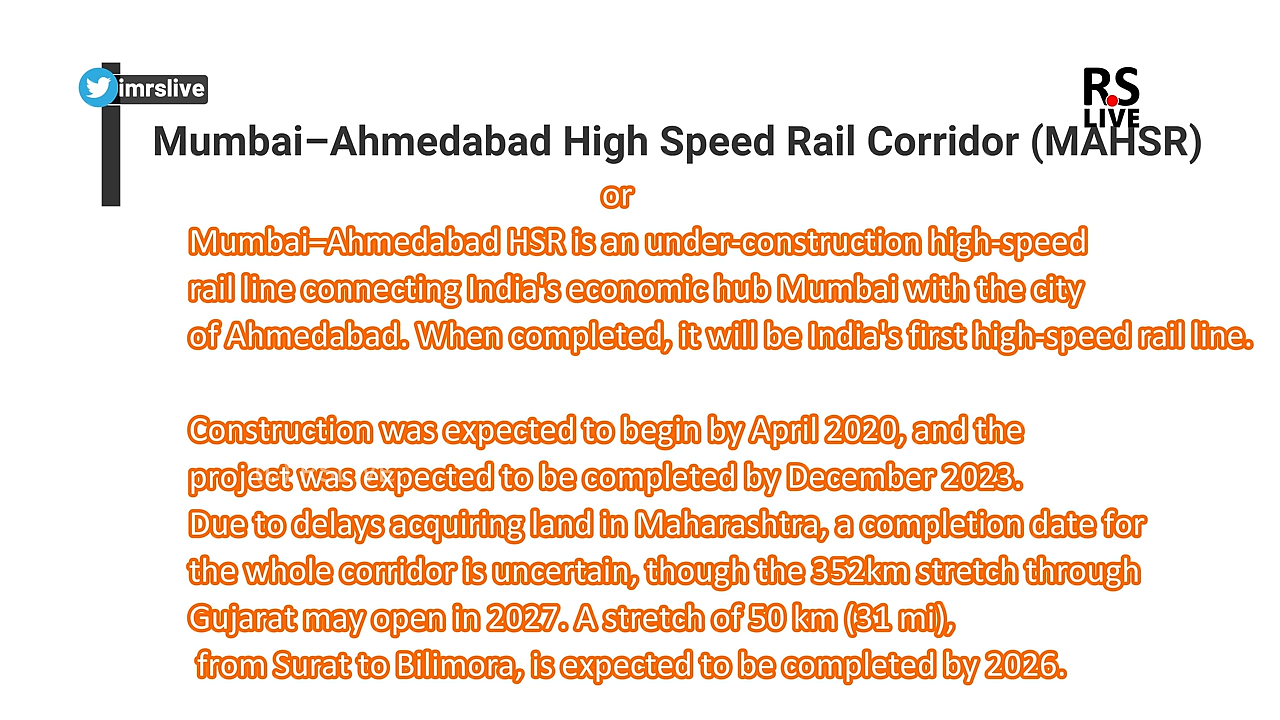 imrslive
R.S
LIVE
Mumbai–Ahmedabad High Speed Rail Corridor (MAHSR)
or
Mumbai–Ahmedabad HSR is an under-construction high-speed
rail line connecting India's economic hub Mumbai with the city
of Ahmedabad. When completed, it will be India's first high-speed rail line.
Construction was expected to begin by April 2020, and the
project was expected to be completed by December 2023.
Due to delays acquiring land in Maharashtra, a completion date for
the whole corridor is uncertain, though the 352km stretch through
Gujarat may open in 2027. A stretch of 50 km (31 mi),
from Surat to Bilimora, is expected to be completed by 2026.